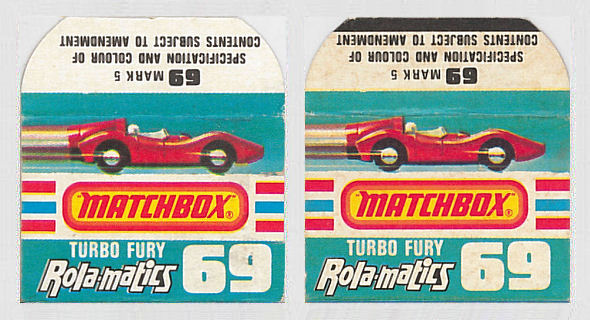 SPECIFICATION AND COLOUR OF
CONTENTS SUBJECT TO AMENDMENT
69 MARK 5
"MATCHBOX"®
TURBO FURY
Rola-matics 69
SPECIFICATION AND COLOUR OF
CONTENTS SUBJECT TO AMENDMENT
69 MARK 5
"MATCHBOX"®
TURBO FURY
Rola-matics 69